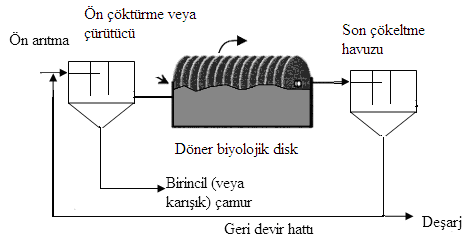 Ön çöktürme veya
çürütücü
Ön arıtma
Son çökeltme
havuzu
Döner biyolojik disk
Birincil (veya
karışık) çamur
Geri devir hattı
Deşarj